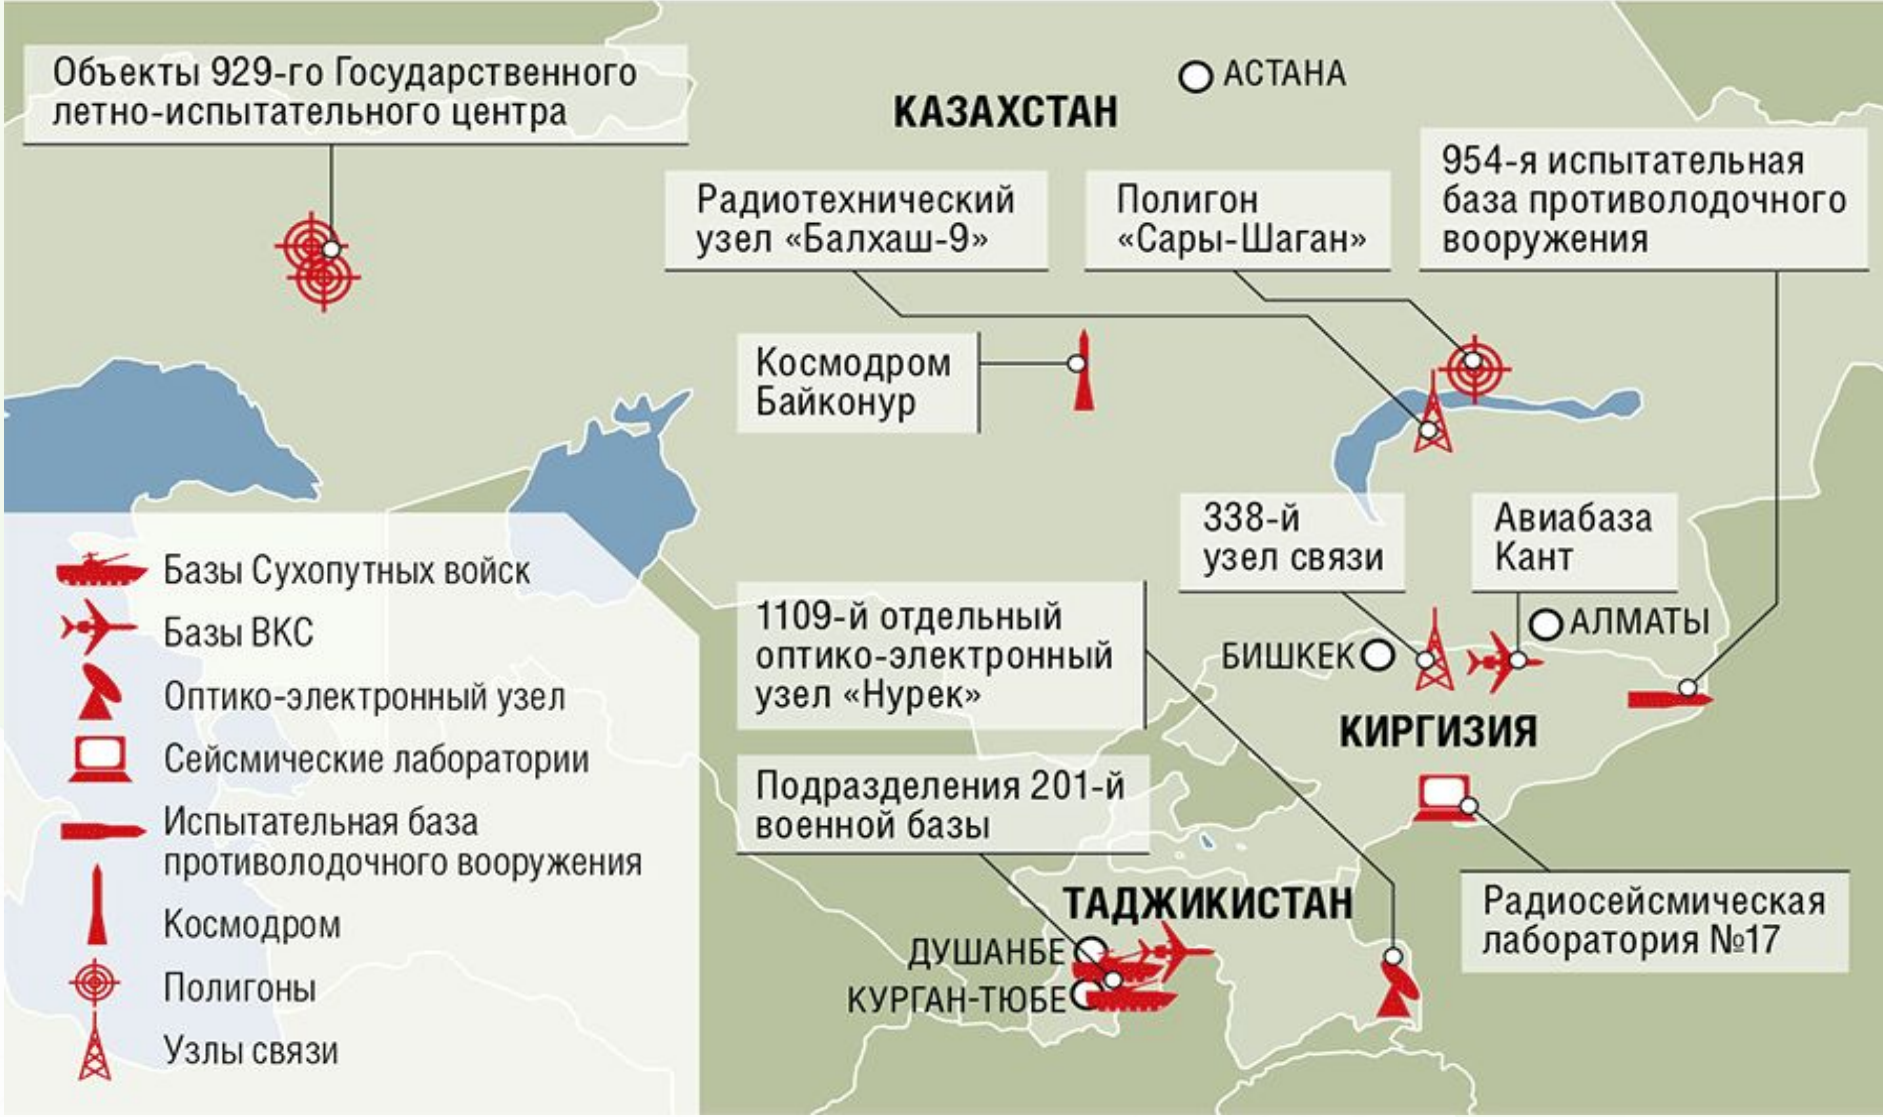 Объекты 929-го Государственного
летно-испытательного центра
АСТАНА
КАЗАХСТАН
Радиотехнический
узел «Балхаш-9»
Полигон
«Сары-Шаган»
954-я испытательная
база противолодочного
вооружения
Космодром
Байконур
338-й
узел связи
Авиабаза
Кант
1109-й отдельный
оптико-электронный
узел «Нурек»
БИШКЕК
АЛМАТЫ
КИРГИЗИЯ
Подразделения 201-й
военной базы
ТАДЖИКИСТАН
ДУШАНБЕ
КУРГАН-ТЮБЕ
Радиосейсмическая
лаборатория №17
Базы Сухопутных войск
Базы ВКС
Оптико-электронный узел
Сейсмические лаборатории
Испытательная база
противолодочного вооружения
Космодром
Полигоны
Узлы связи